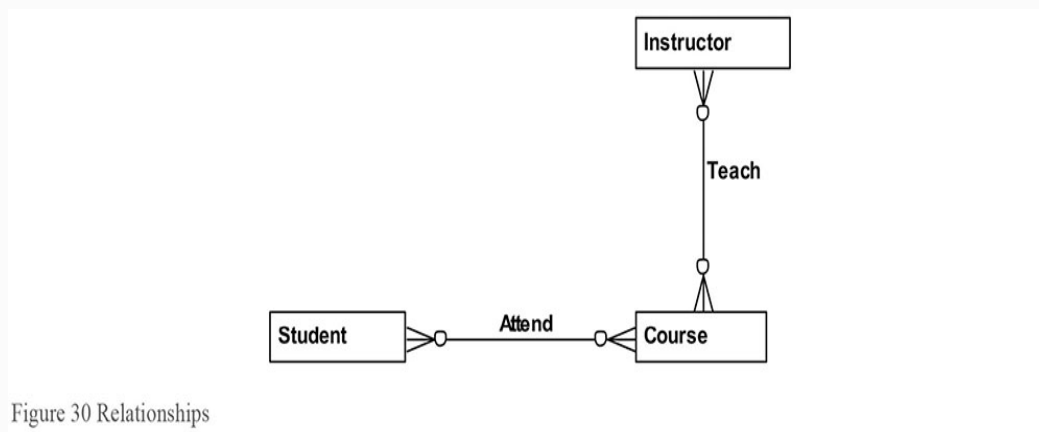 Instructor
Teach
Attend
Student
Course
Figure 30 Relationships